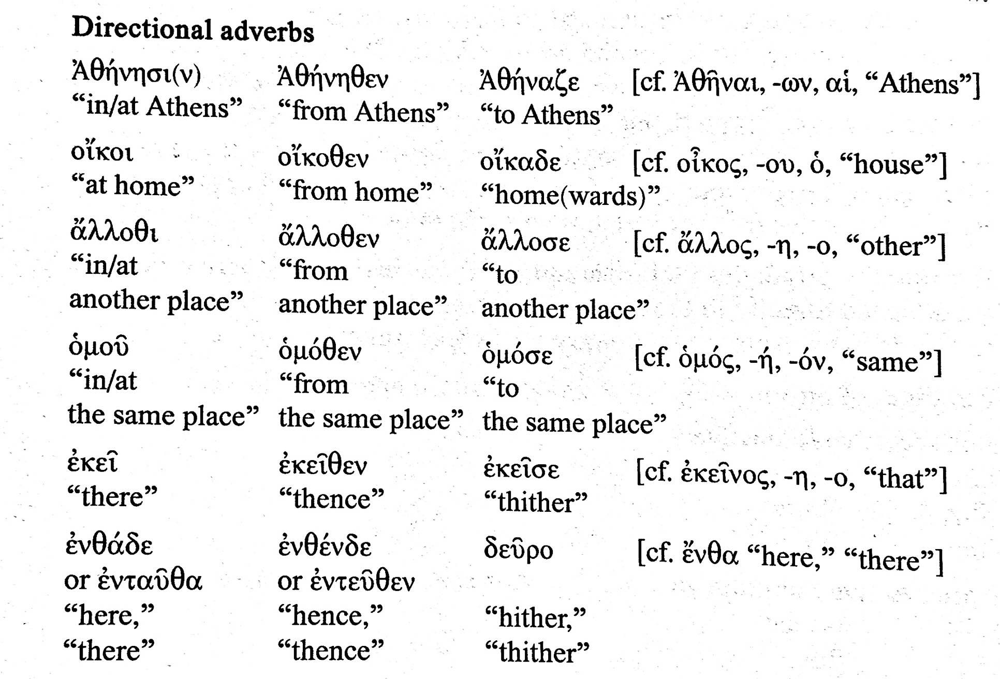 Directional adverbs
Ἀθήνησι(ν) Ἀθήνηθεν Ἀθήναζε [cf. Ἀθῆναι, -ων, αἱ, “Athens”]
“in/at Athens” “from Athens” “to Athens”
οἴκοι οἴκοθεν οἴκαδε [cf. οἶκος, -ου, ὁ, “house”]
“at home” “from home” “home(wards)”
ἄλλοθι ἄλλοθεν ἄλλοσε [cf. ἄλλος, -η, -ο, “other”]
“in/at “from “to
another place” another place” another place”
ὁμοῦ ὁμόθεν ὁμόσε [cf. ὁμός, -ή, -όν, “same”]
“in/at “from “to
the same place” the same place” the same place”
ἐκεῖ ἐκεῖθεν ἐκεῖσε [cf. ἐκεῖνος, -η, -ο, “that”]
“there” “thence” “thither”
ἐνθάδε ἐνθένδε δεῦρο [cf. ἔνθα “here,” “there”]
or ἐνταῦθα or ἐντεῦθεν
“here,” “hence,” “hither,”
“there” “thence” “thither”